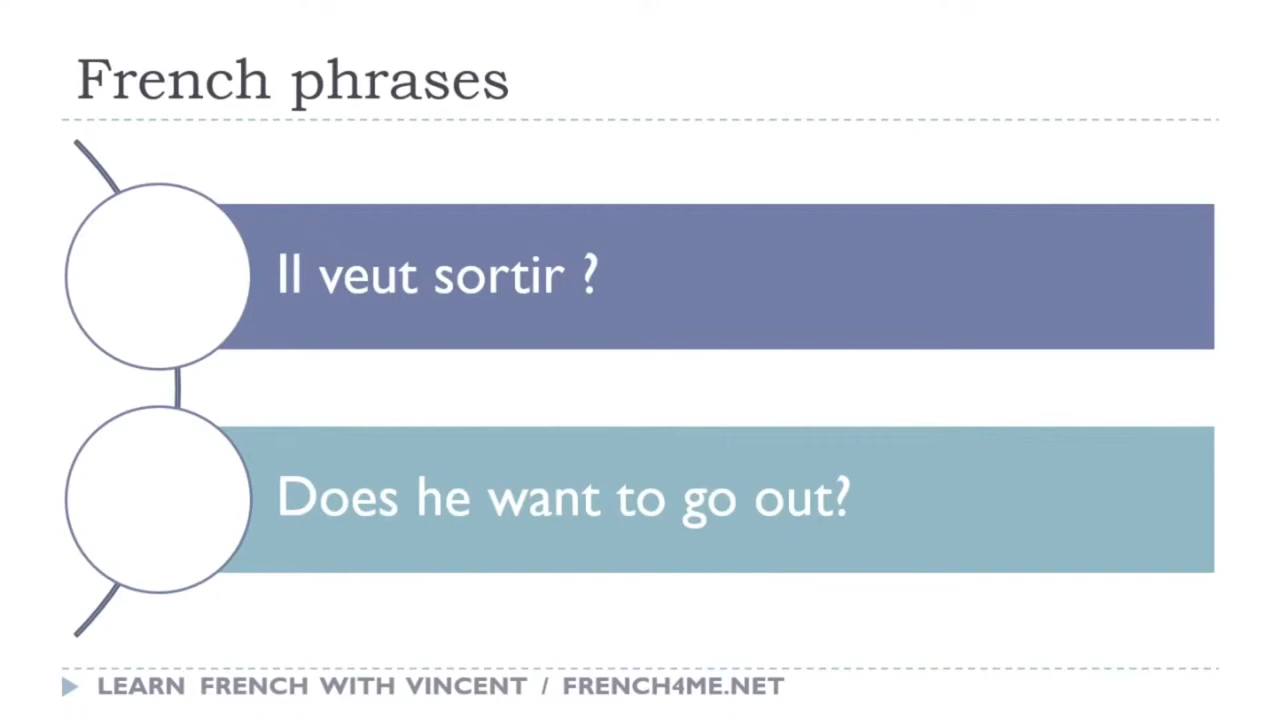 French phrases
Il veut sortir ?
Does he want to go out?
LEARN FRENCH WITH VINCENT / FRENCH4ME.NET